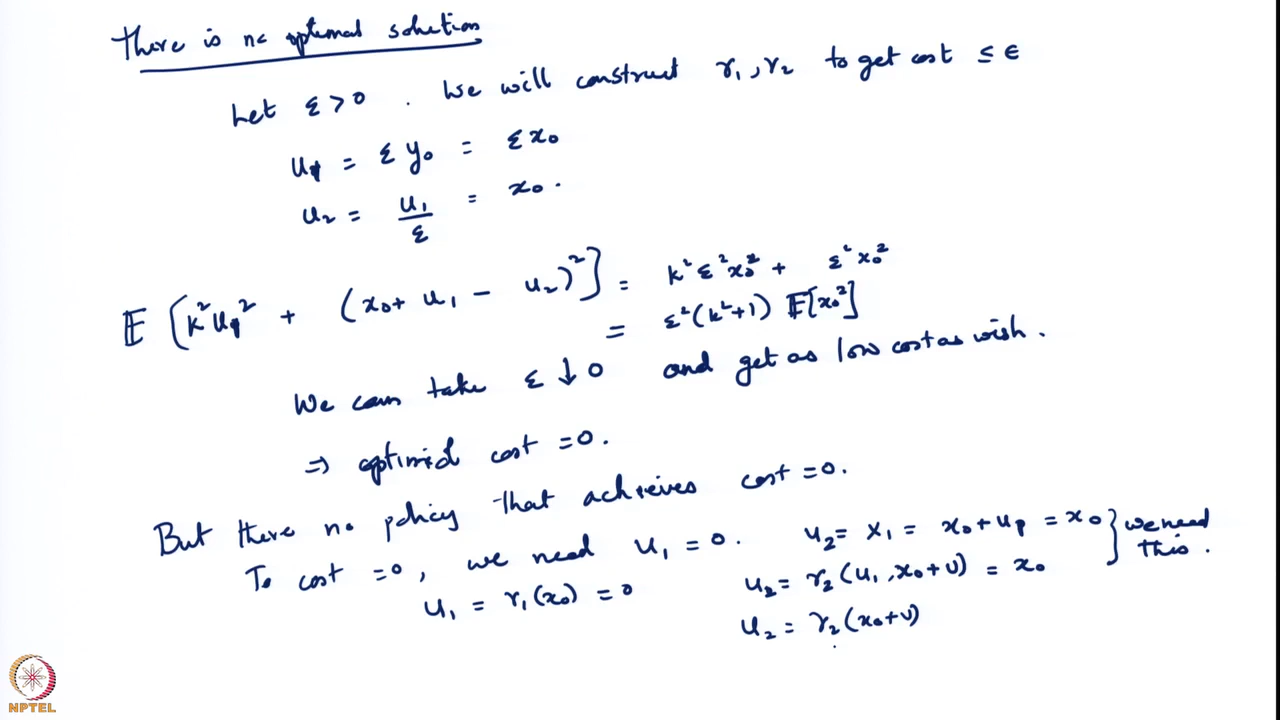 There is no optimal solution
Let ε > 0 . We will construct γ₁, γ₂ to get cost ≤ ε
u₁ = ε y₀ = ε x₀
u₂ = u₁/ε = x₀ .
𝔼 [k² u₁² + (x₀ + u₁ - u₂)²] = k² ε² x₀² + ε² x₀²
= ε² (k² + 1) 𝔼[x₀²]
We can take ε ↓ 0 and get as low cost as wish .
⇒ optimal cost = 0 .
But there no policy that achieves cost = 0 .
To cost = 0, we need u₁ = 0 . u₂ = x₁ = x₀ + u₁ = x₀ } we need this .
u₁ = γ₁(x₀) = 0 u₂ = γ₂(u₁, x₀ + v) = x₀
u₂ = γ₂(x₀ + v)
NPTEL